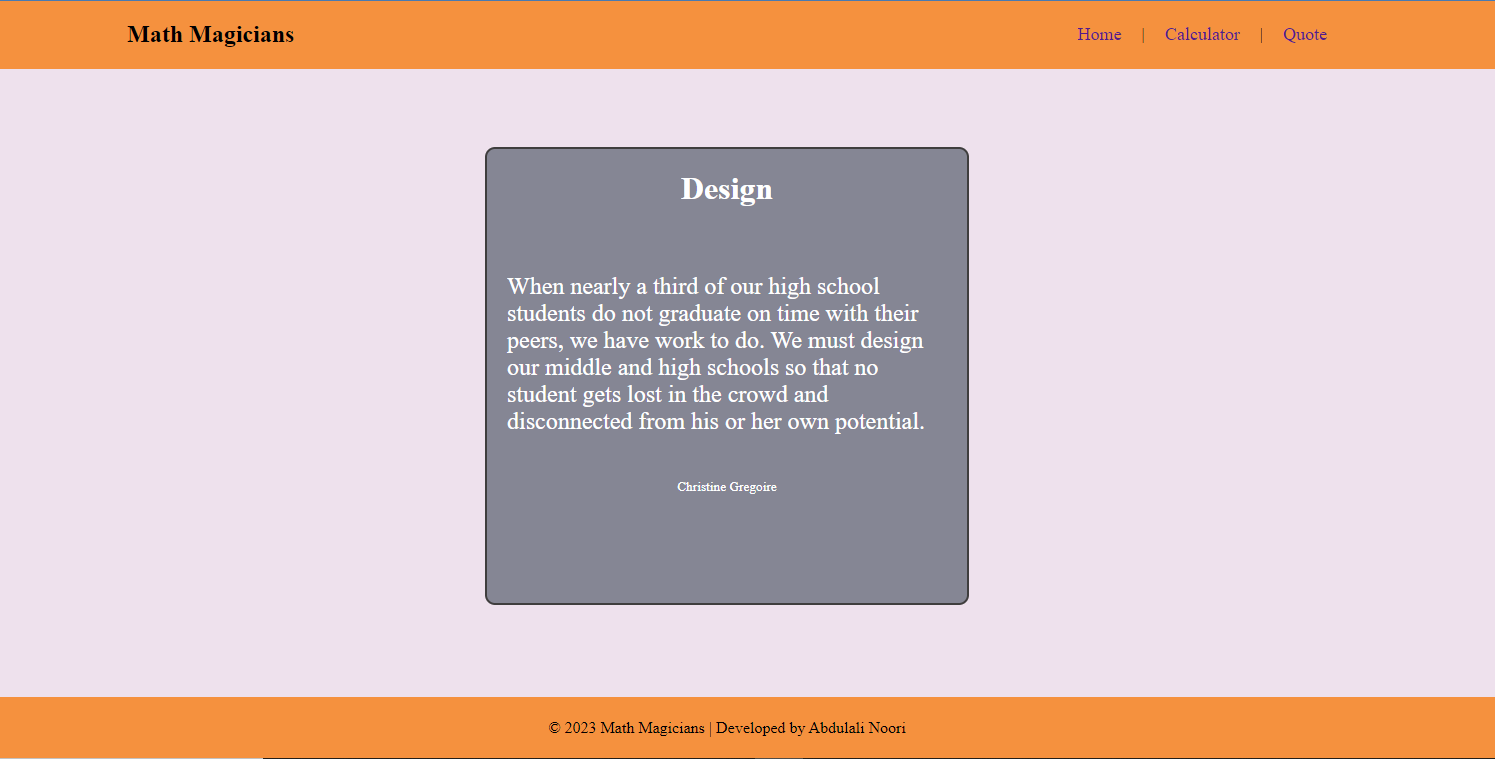 Math Magicians
Home | Calculator | Quote
Design
When nearly a third of our high school
students do not graduate on time with their
peers, we have work to do. We must design
our middle and high schools so that no
student gets lost in the crowd and
disconnected from his or her own potential.
Christine Gregoire
© 2023 Math Magicians | Developed by Abdulali Noori